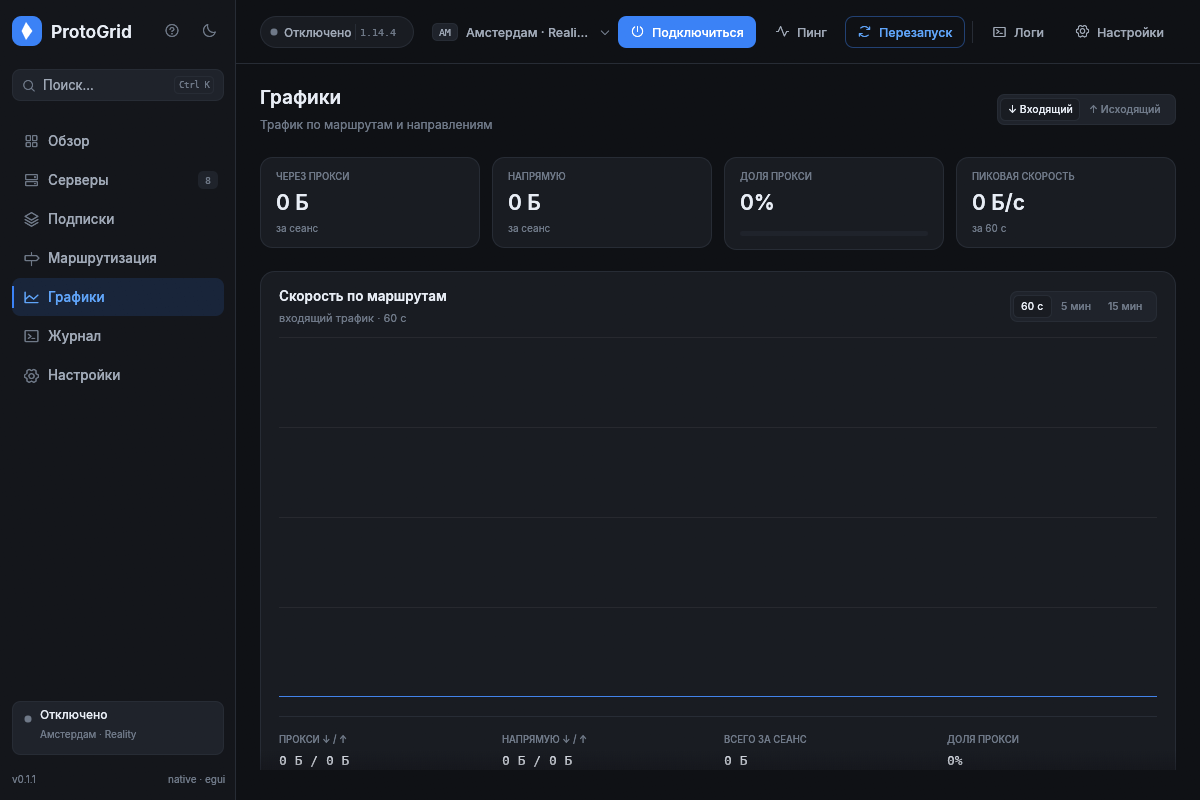 ProtoGrid
Отключено 1.14.4
AM Амстердам · Reali...
Подключиться
Пинг
Перезапуск
Логи
Настройки
Поиск... Ctrl K
Обзор
Серверы 8
Подписки
Маршрутизация
Графики
Журнал
Настройки
Отключено
Амстердам · Reality
v0.1.1 native · egui
Графики
Трафик по маршрутам и направлениям
↓ Входящий ↑ Исходящий
ЧЕРЕЗ ПРОКСИ
0 Б
за сеанс
НАПРЯМУЮ
0 Б
за сеанс
ДОЛЯ ПРОКСИ
0%
ПИКОВАЯ СКОРОСТЬ
0 Б/с
за 60 с
Скорость по маршрутам
входящий трафик · 60 с
60 с 5 мин 15 мин
ПРОКСИ ↓ / ↑
0 Б / 0 Б
НАПРЯМУЮ ↓ / ↑
0 Б / 0 Б
ВСЕГО ЗА СЕАНС
0 Б
ДОЛЯ ПРОКСИ
0%